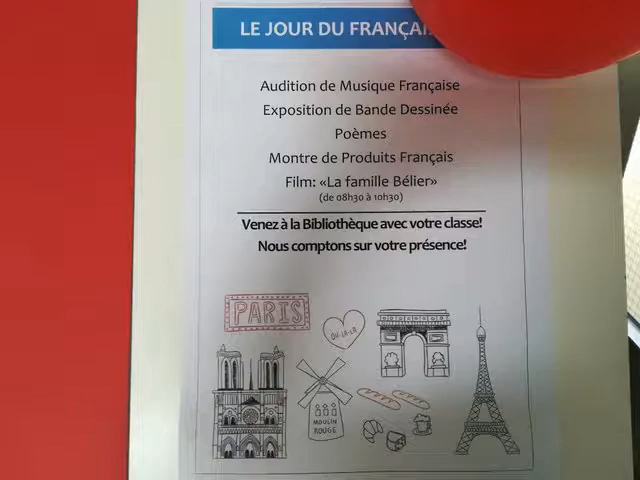 LE JOUR DU FRANÇAI
Audition de Musique Française
Exposition de Bande Dessinée
Poèmes
Montre de Produits Français
Film: «La famille Bélier»
(de 08h30 à 10h30)
Venez à la Bibliothèque avec votre classe!
Nous comptons sur votre présence!
PARIS
OH-LA-LA
MOULIN
ROUGE